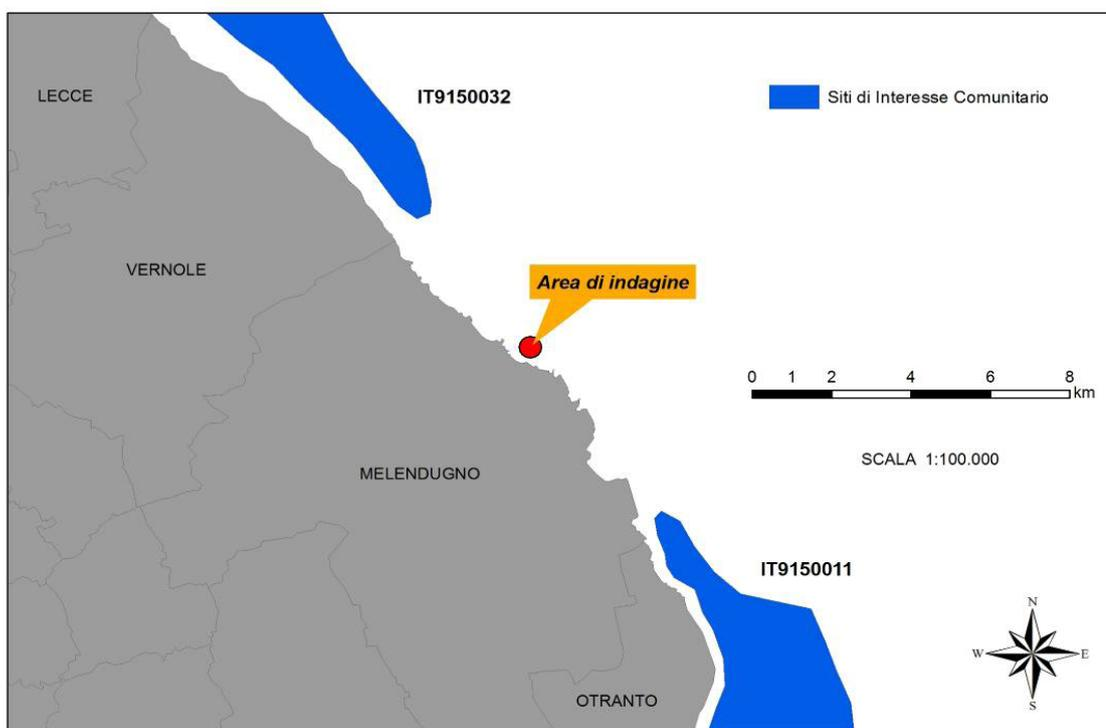 LECCE
IT9150032
Siti di Interesse Comunitario
VERNOLE
Area di indagine
0 1 2 4 6 8
km
MELENDUGNO
SCALA 1:100.000
IT9150011
N
W E
S
OTRANTO